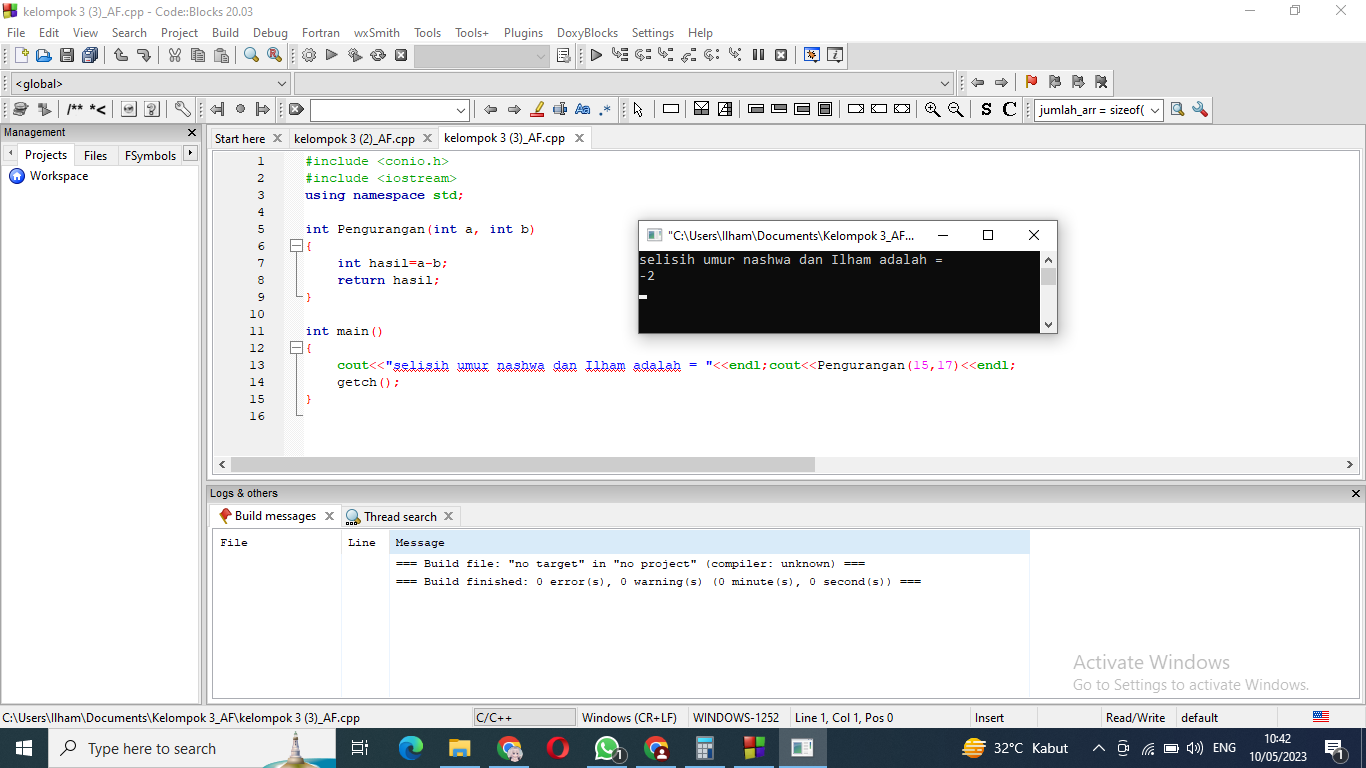 kelompok 3 (3)_AF.cpp - Code::Blocks 20.03
File Edit View Search Project Build Debug Fortran wxSmith Tools Tools+ Plugins DoxyBlocks Settings Help
<global>
/** *<
Aa .*
S C jumlah_arr = sizeof(
Management
Projects Files FSymbols
Workspace
Start here kelompok 3 (2)_AF.cpp kelompok 3 (3)_AF.cpp
1 #include <conio.h>
2 #include <iostream>
3 using namespace std;
4
5 int Pengurangan(int a, int b)
6 {
7 int hasil=a-b;
8 return hasil;
9 }
10
11 int main()
12 {
13 cout<<"selisih umur nashwa dan Ilham adalah = "<<endl;cout<<Pengurangan(15,17)<<endl;
14 getch();
15 }
16
"C:\Users\Ilham\Documents\Kelompok 3_AF...
selisih umur nashwa dan Ilham adalah =
-2
Logs & others
Build messages Thread search
File Line Message
=== Build file: "no target" in "no project" (compiler: unknown) ===
=== Build finished: 0 error(s), 0 warning(s) (0 minute(s), 0 second(s)) ===
Activate Windows
Go to Settings to activate Windows.
C:\Users\Ilham\Documents\Kelompok 3_AF\kelompok 3 (3)_AF.cpp C/C++ Windows (CR+LF) WINDOWS-1252 Line 1, Col 1, Pos 0 Insert Read/Write default
Type here to search
1
32°C Kabut
ENG
10:42
10/05/2023
1